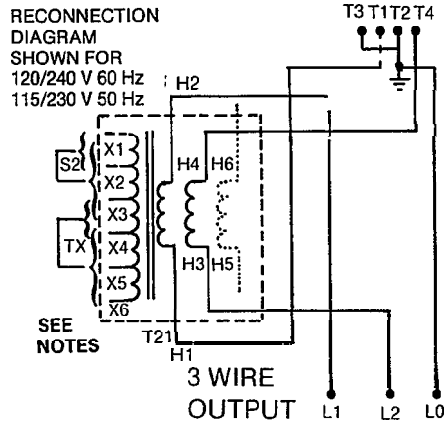 RECONNECTION
DIAGRAM
SHOWN FOR
120/240 V 60 Hz
115/230 V 50 Hz
T3 T1 T2 T4
H2
X1
S2
X2
H4 H6
X3
TX
X4
H3 H5
X5
X6
SEE
NOTES
T21
H1
3 WIRE
OUTPUT
L1 L2 L0